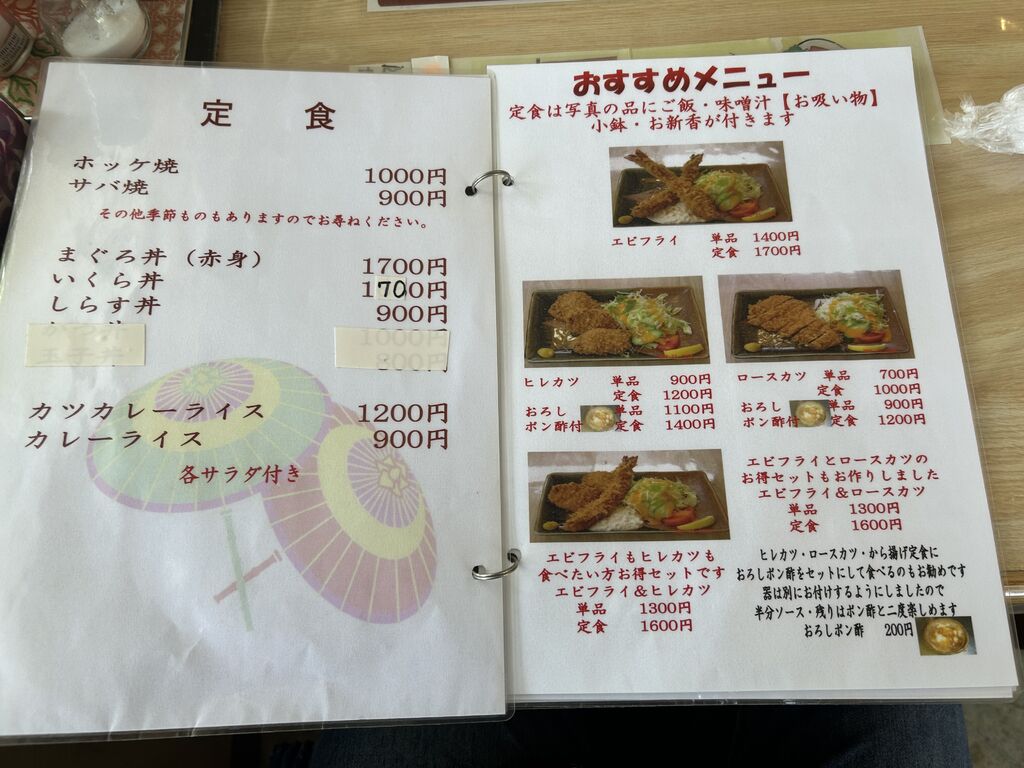 定 食
ホッケ焼 1000円
サバ焼 900円
その他季節ものもありますのでお尋ねください。
まぐろ丼(赤身) 1700円
いくら丼 1700円
しらす丼 900円
1000円
玉子丼 800円
カツカレーライス 1200円
カレーライス 900円
各サラダ付き
おすすめメニュー
定食は写真の品にご飯・味噌汁【お吸い物】
小鉢・お新香が付きます
エビフライ 単品 1400円
定食 1700円
ヒレカツ 単品 900円
定食 1200円
おろし 単品 1100円
ポン酢付 定食 1400円
ロースカツ 単品 700円
定食 1000円
おろし 単品 900円
ポン酢付 定食 1200円
エビフライもヒレカツも
食べたい方お得セットです
エビフライ&ヒレカツ
単品 1300円
定食 1600円
エビフライとロースカツの
お得セットもお作りしました
エビフライ&ロースカツ
単品 1300円
定食 1600円
ヒレカツ・ロースカツ・から揚げ定食に
おろしポン酢をセットにして食べるのもお勧めです
器は別にお付けするようにしましたので
半分ソース・残りはポン酢と二度楽しめます
おろしポン酢 200円